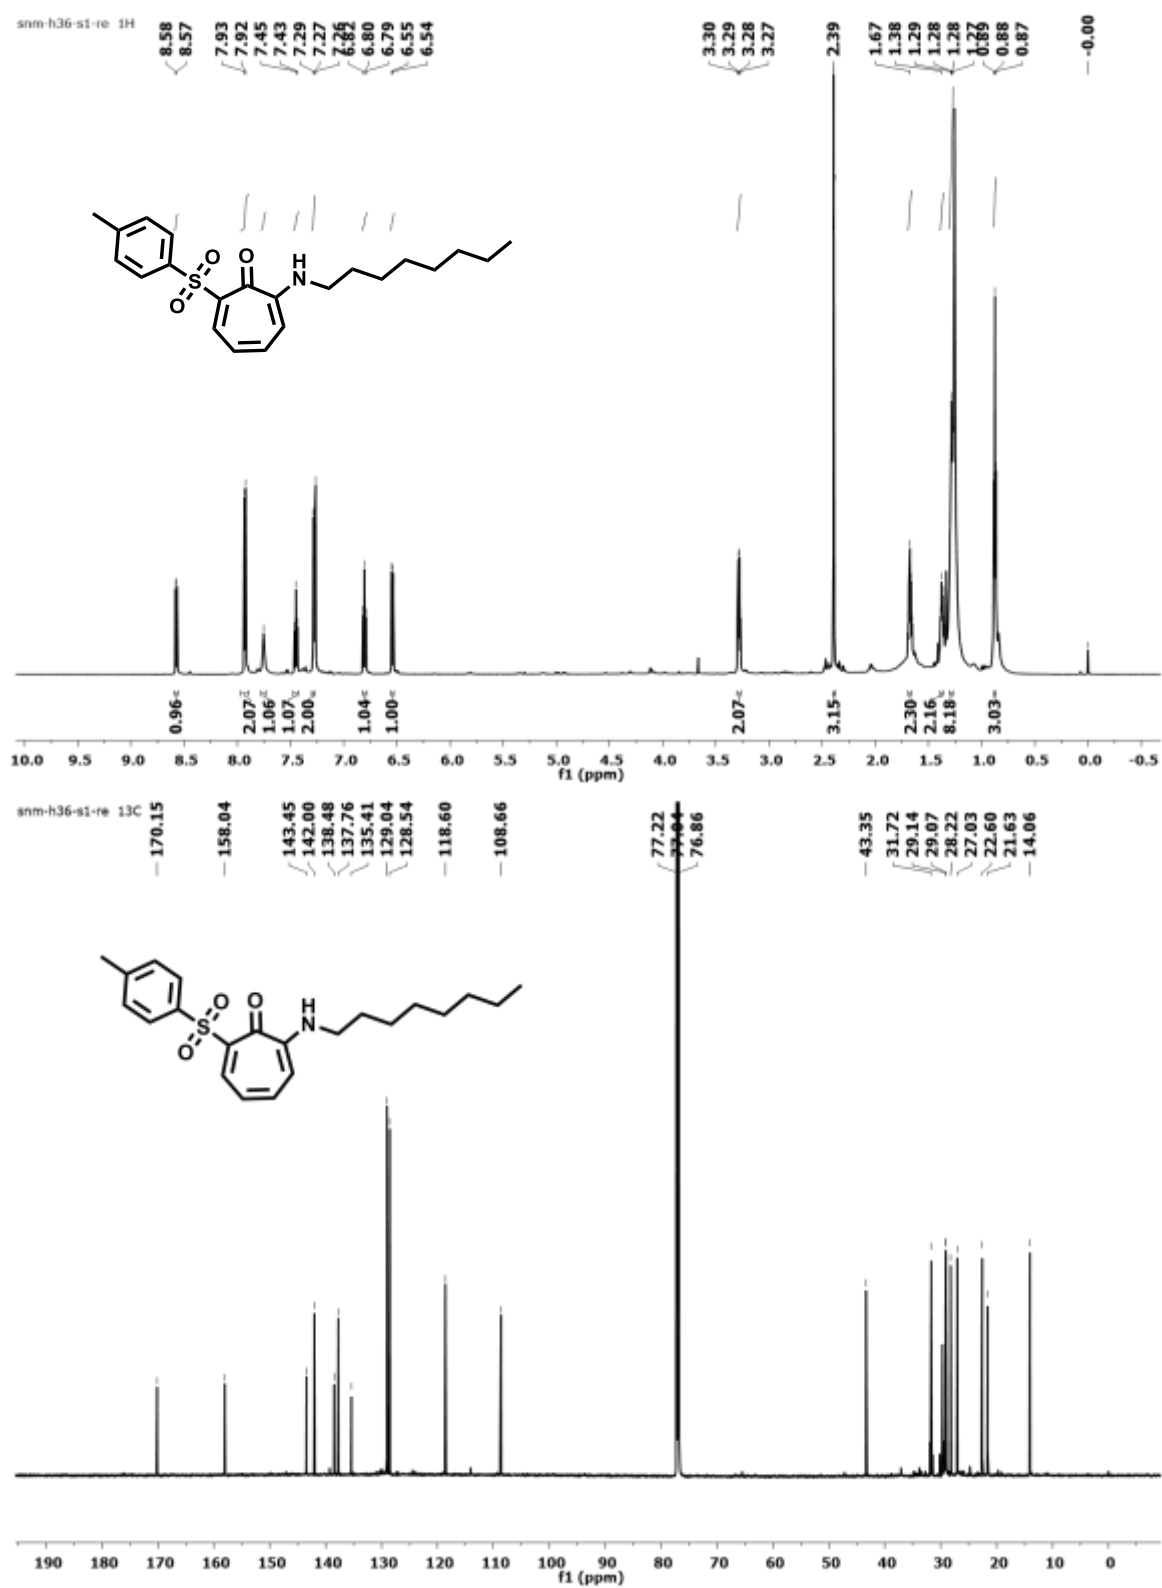 snm-h36-s1-re 1H
8.58 8.57 7.93 7.92 7.45 7.43 7.29 7.27 7.26 6.82 6.80 6.79 6.55 6.54 3.30 3.29 3.28 3.27 2.39 1.67 1.38 1.29 1.28 1.28 1.27 0.89 0.88 0.87 -0.00
O O H
S N
O
0.96 2.07 1.06 1.07 2.00 1.04 1.00 2.07 3.15 2.30 2.16 8.18 3.03
10.0 9.5 9.0 8.5 8.0 7.5 7.0 6.5 6.0 5.5 5.0 4.5 4.0 3.5 3.0 2.5 2.0 1.5 1.0 0.5 0.0 -0.5
f1 (ppm)
snm-h36-s1-re 13C
170.15 158.04 143.45 142.00 138.48 137.76 135.41 129.04 128.54 118.60 108.66 77.22 77.04 76.86 43.35 31.72 29.14 29.07 28.22 27.03 22.60 21.63 14.06
O O H
S N
O
190 180 170 160 150 140 130 120 110 100 90 80 70 60 50 40 30 20 10 0
f1 (ppm)